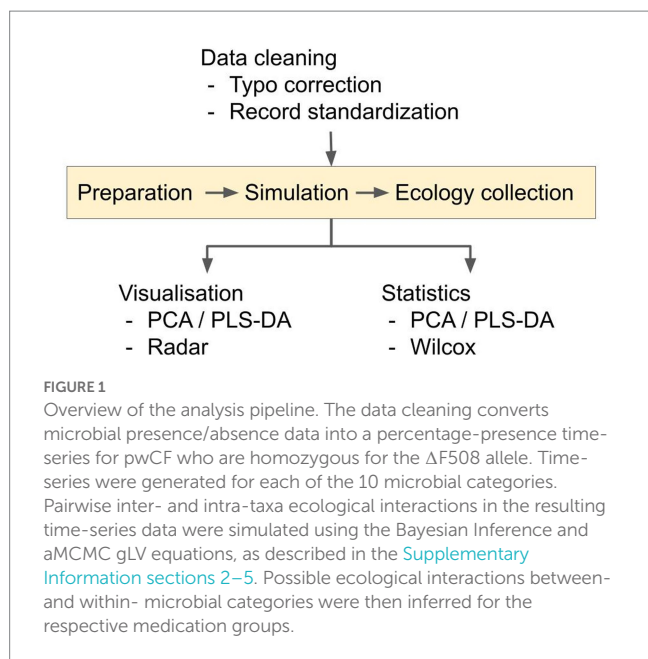 Data cleaning
- Typo correction
- Record standardization
Preparation Simulation Ecology collection
Visualisation
- PCA / PLS-DA
- Radar
Statistics
- PCA / PLS-DA
- Wilcox
FIGURE 1
Overview of the analysis pipeline. The data cleaning converts
microbial presence/absence data into a percentage-presence time-
series for pwCF who are homozygous for the ΔF508 allele. Time-
series were generated for each of the 10 microbial categories.
Pairwise inter- and intra-taxa ecological interactions in the resulting
time-series data were simulated using the Bayesian Inference and
aMCMC gLV equations, as described in the Supplementary
Information sections 2–5. Possible ecological interactions between-
and within- microbial categories were then inferred for the
respective medication groups.